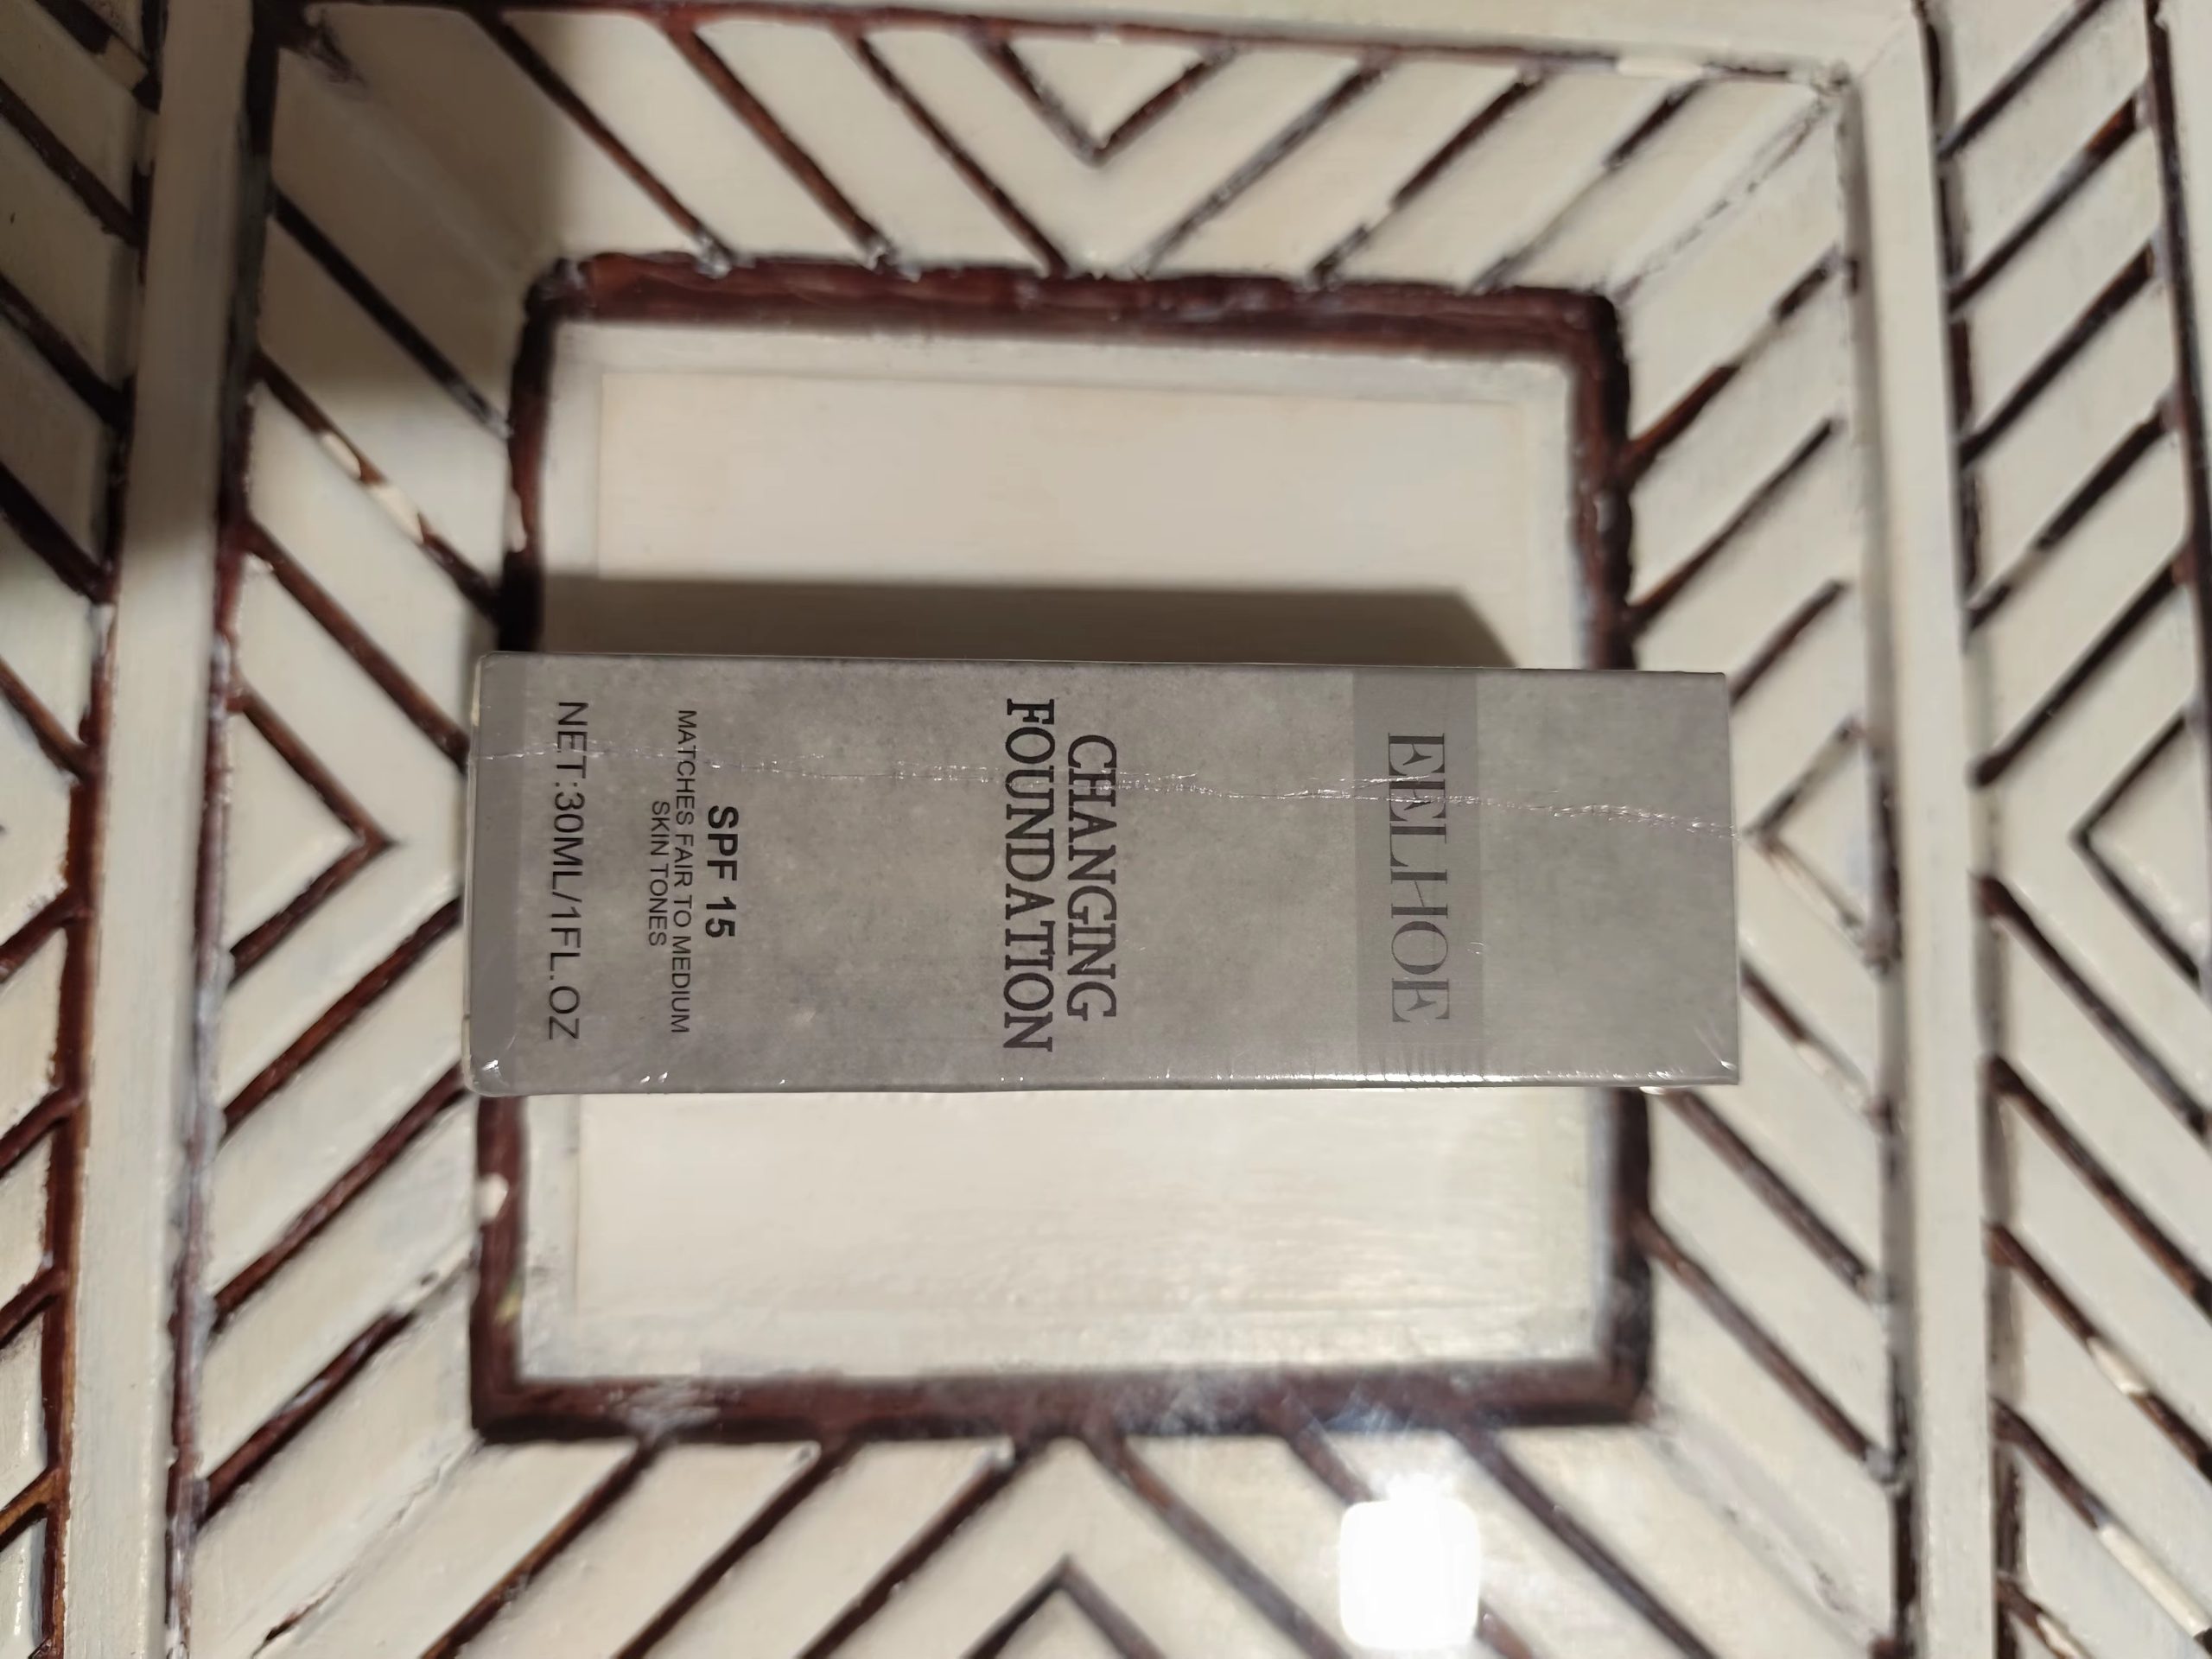 EELHOE
CHANGING
FOUNDATION
SPF 15
MATCHES FAIR TO MEDIUM
SKIN TONES
NET:30ML/1FL.OZ